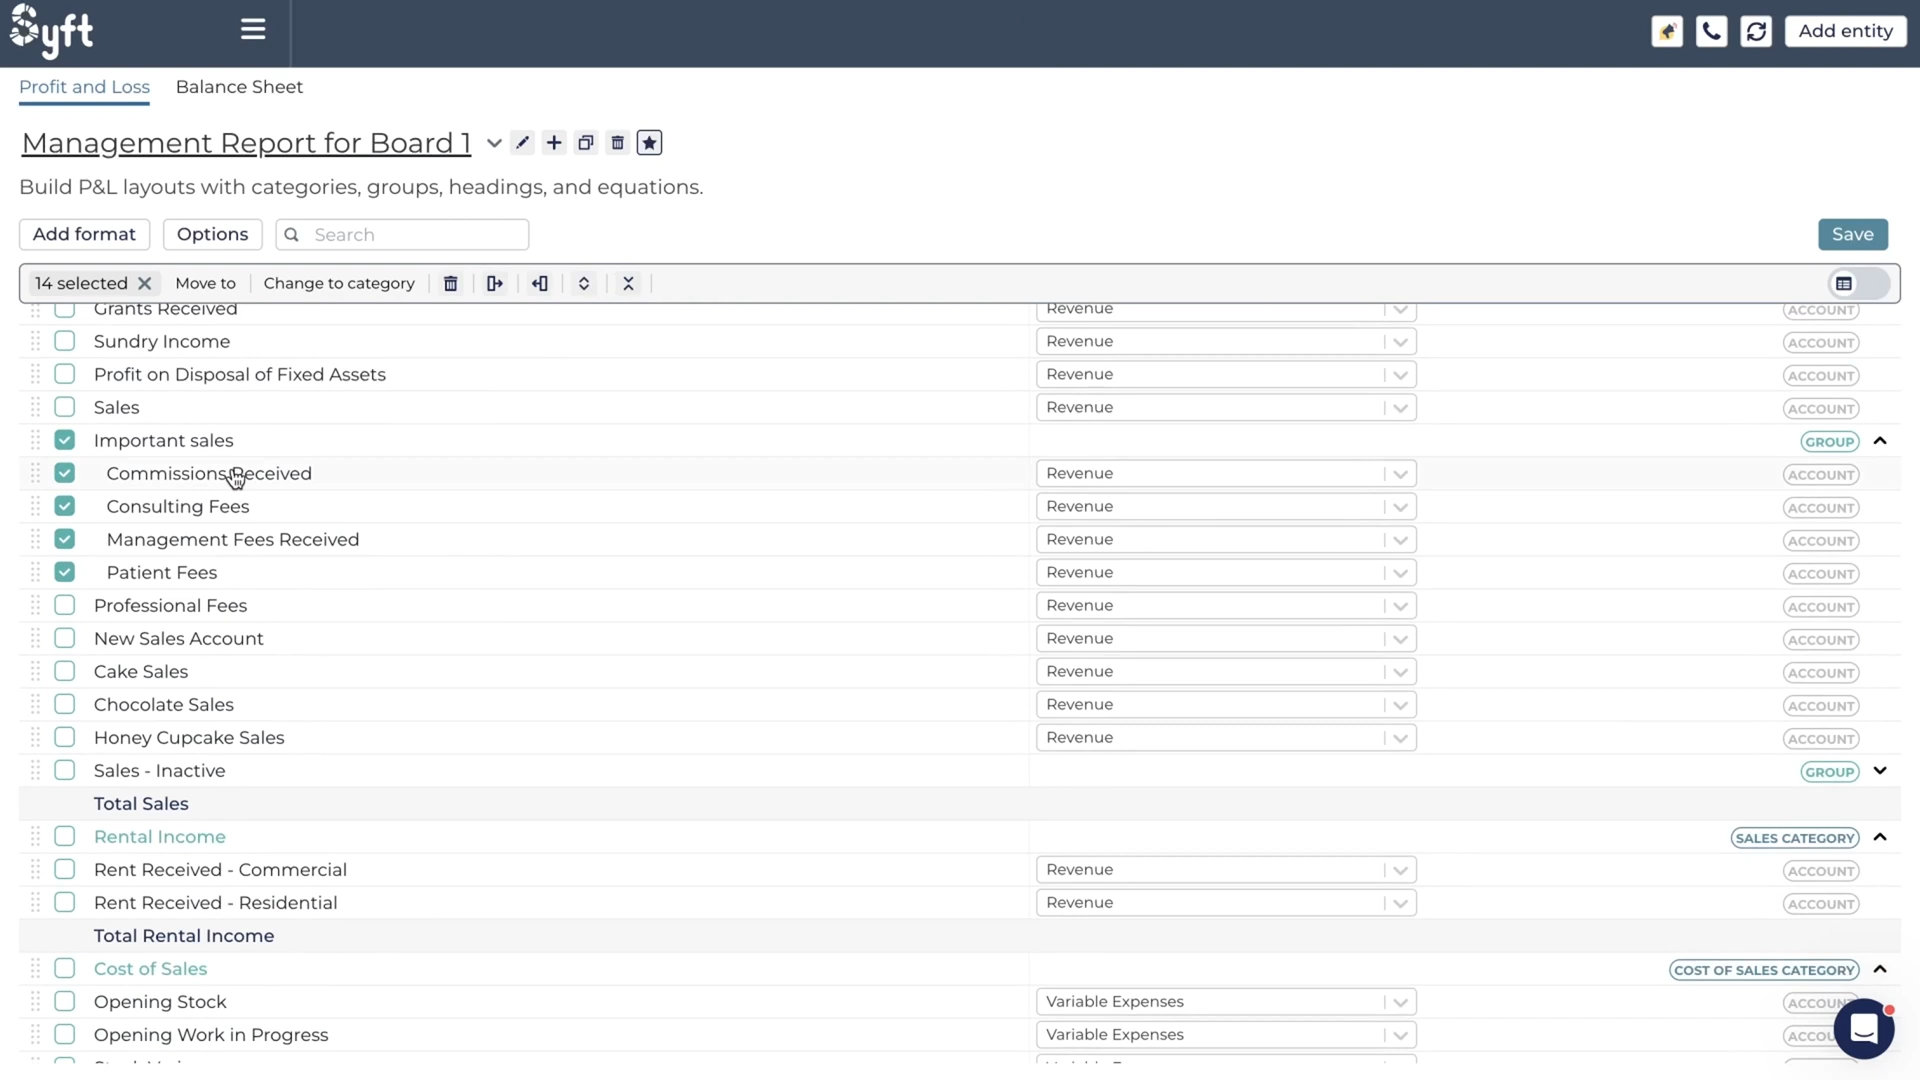 Syft
Add entity
Profit and Loss Balance Sheet
Management Report for Board 1
Build P&L layouts with categories, groups, headings, and equations.
Add format Options Search Save
14 selected Move to Change to category
Grants Received Revenue ACCOUNT
Sundry Income Revenue ACCOUNT
Profit on Disposal of Fixed Assets Revenue ACCOUNT
Sales Revenue ACCOUNT
Important sales GROUP
Commissions Received Revenue ACCOUNT
Consulting Fees Revenue ACCOUNT
Management Fees Received Revenue ACCOUNT
Patient Fees Revenue ACCOUNT
Professional Fees Revenue ACCOUNT
New Sales Account Revenue ACCOUNT
Cake Sales Revenue ACCOUNT
Chocolate Sales Revenue ACCOUNT
Honey Cupcake Sales Revenue ACCOUNT
Sales - Inactive GROUP
Total Sales
Rental Income SALES CATEGORY
Rent Received - Commercial Revenue ACCOUNT
Rent Received - Residential Revenue ACCOUNT
Total Rental Income
Cost of Sales COST OF SALES CATEGORY
Opening Stock Variable Expenses
Opening Work in Progress Variable Expenses